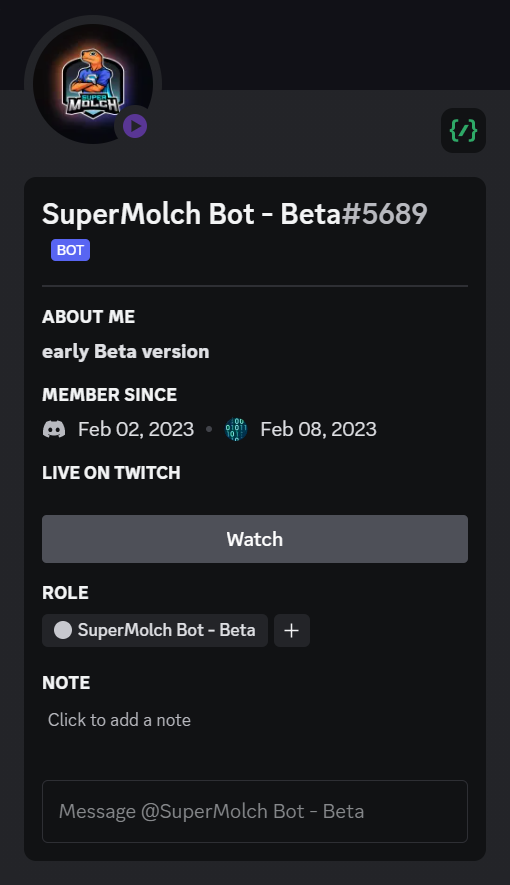 SUPER
MOLCH
SuperMolch Bot - Beta#5689
BOT
ABOUT ME
early Beta version
MEMBER SINCE
Feb 02, 2023 • Feb 08, 2023
LIVE ON TWITCH
Watch
ROLE
SuperMolch Bot - Beta +
NOTE
Click to add a note
Message @SuperMolch Bot - Beta